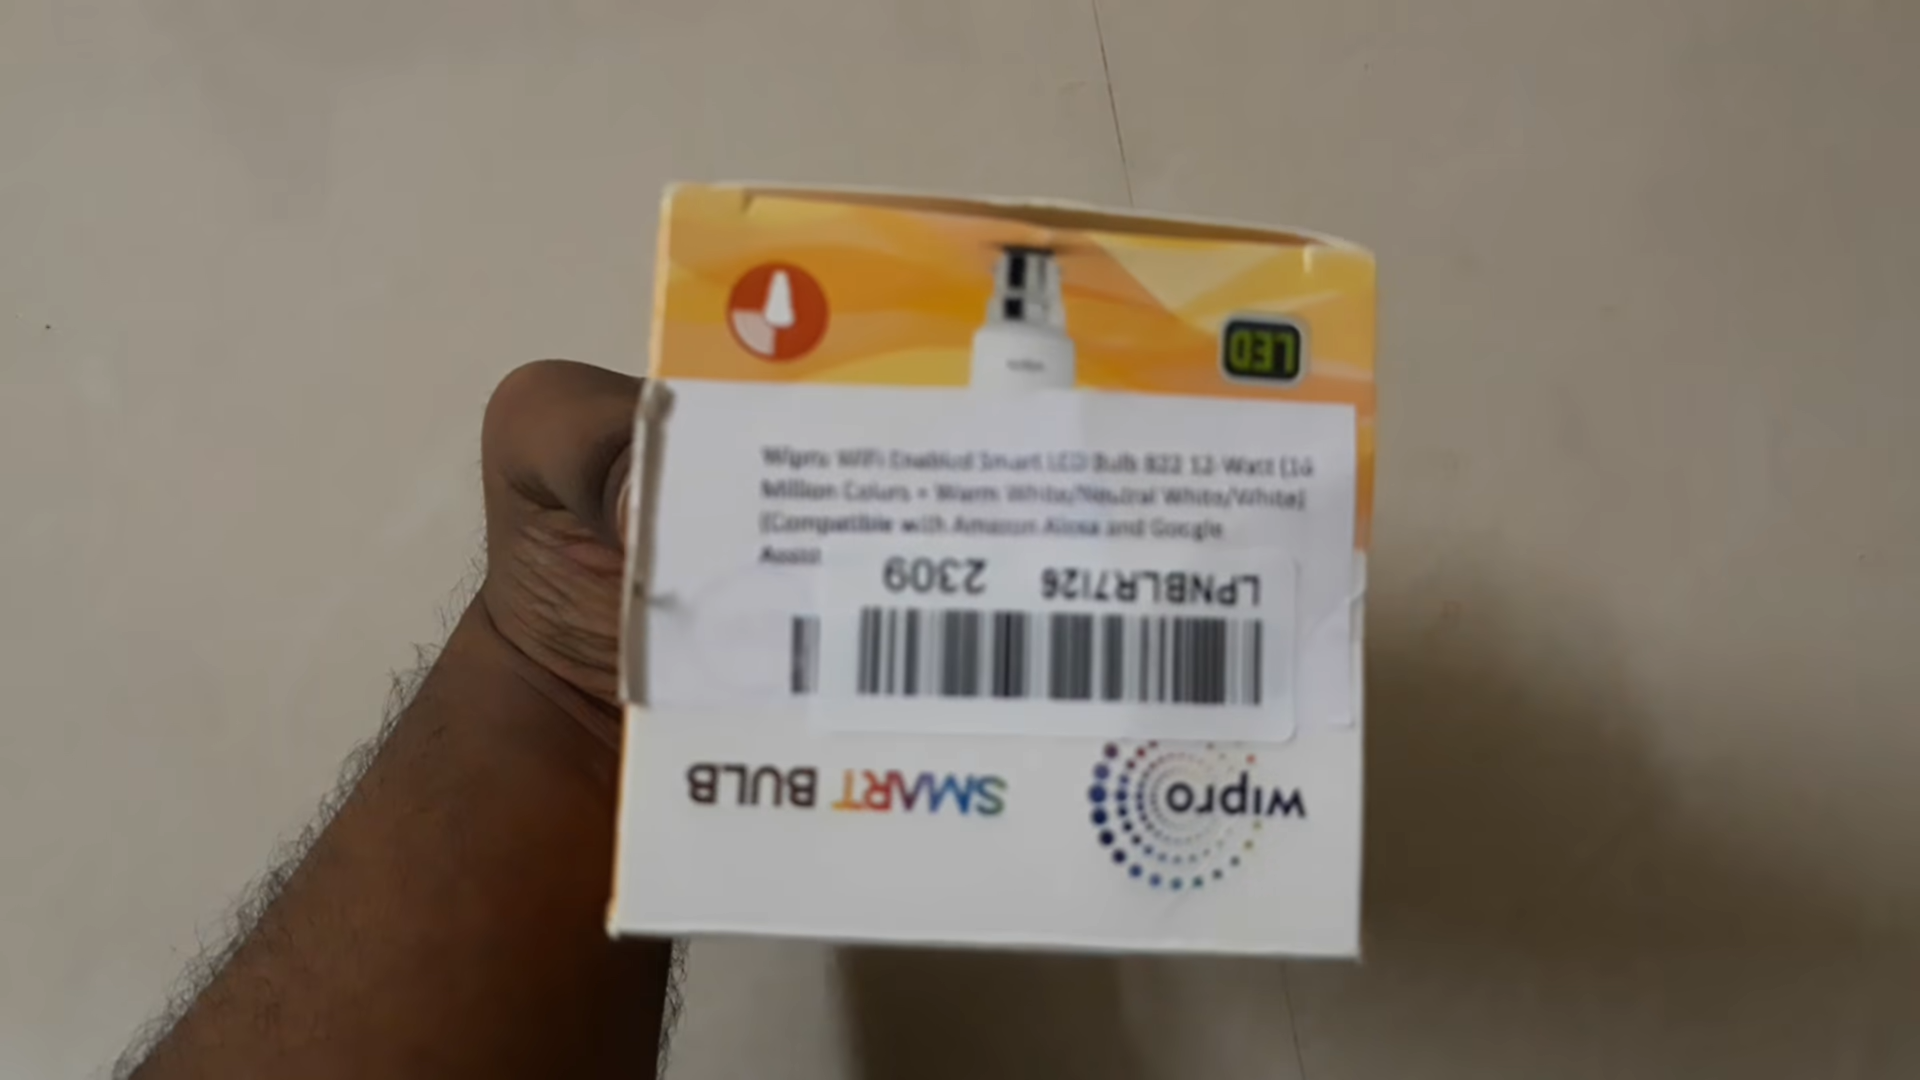 LED
Wipro WiFi Enabled Smart LED Bulb B22 12-Watt (16
Million Colors + Warm White/Neutral White/White)
(Compatible with Amazon Alexa and Google
Assist
LPNBLR7126 2309
wipro SMART BULB